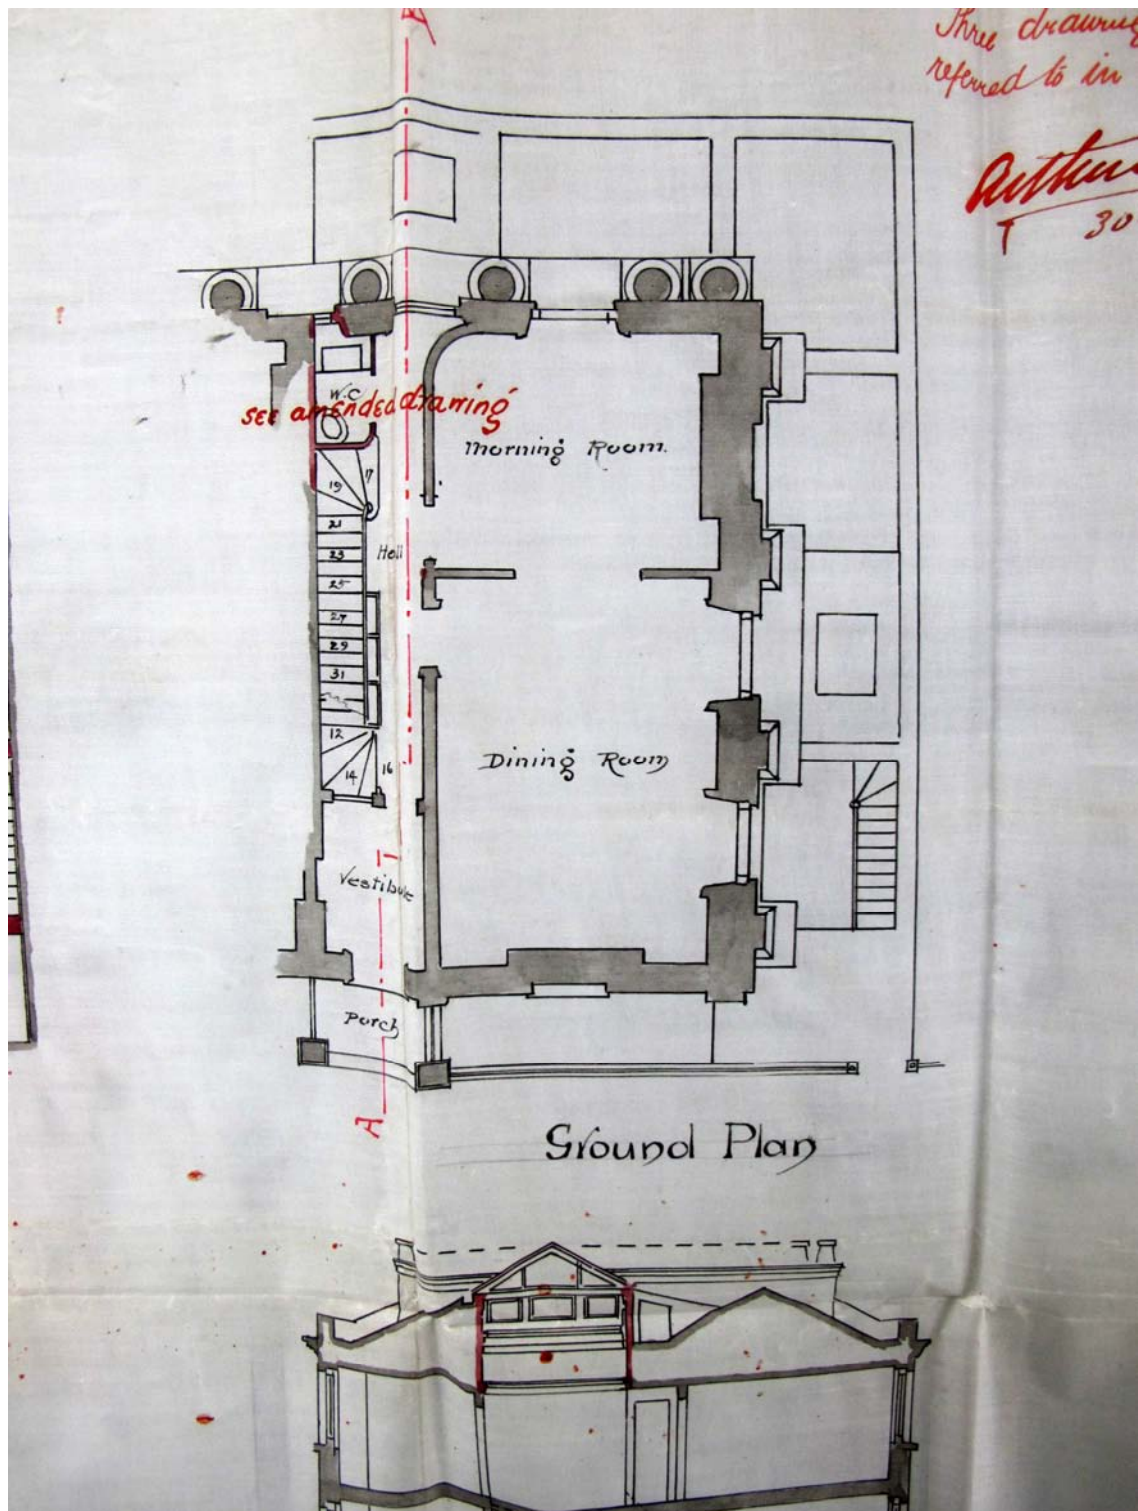 A
Three drawing
referred to in
30
W.C
see amended drawing
Morning Room.
19
17
21
23
Hall
25
27
29
31
12
14
16
Dining Room
Vestibule
Porch
A
Ground Plan